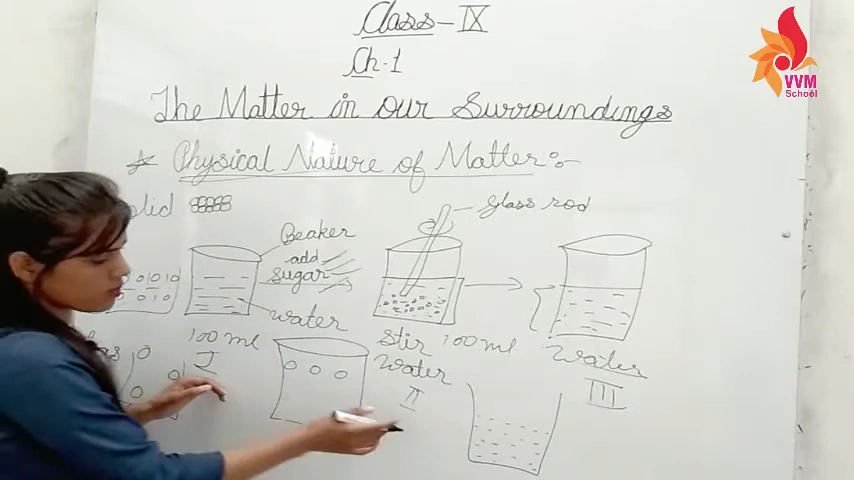 Class-IX
Ch.1
The Matter in our Surroundings
Physical Nature of Matter:-
Glass rod
Beaker
add
Sugar
water
100 ml
I
Stir 100 ml
water
II
Water
III
VVM
School